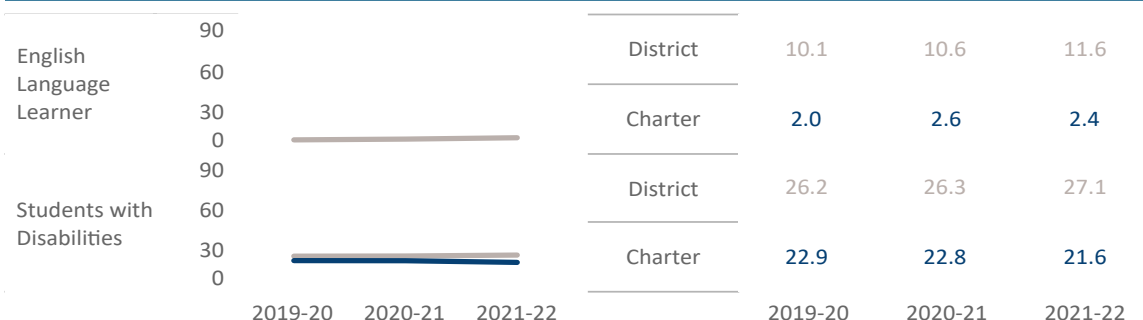 90
English
Language
Learner
60
30
0
District 10.1 10.6 11.6
Charter 2.0 2.6 2.4
90
Students with
Disabilities
60
30
0
District 26.2 26.3 27.1
Charter 22.9 22.8 21.6
2019-20 2020-21 2021-22 2019-20 2020-21 2021-22